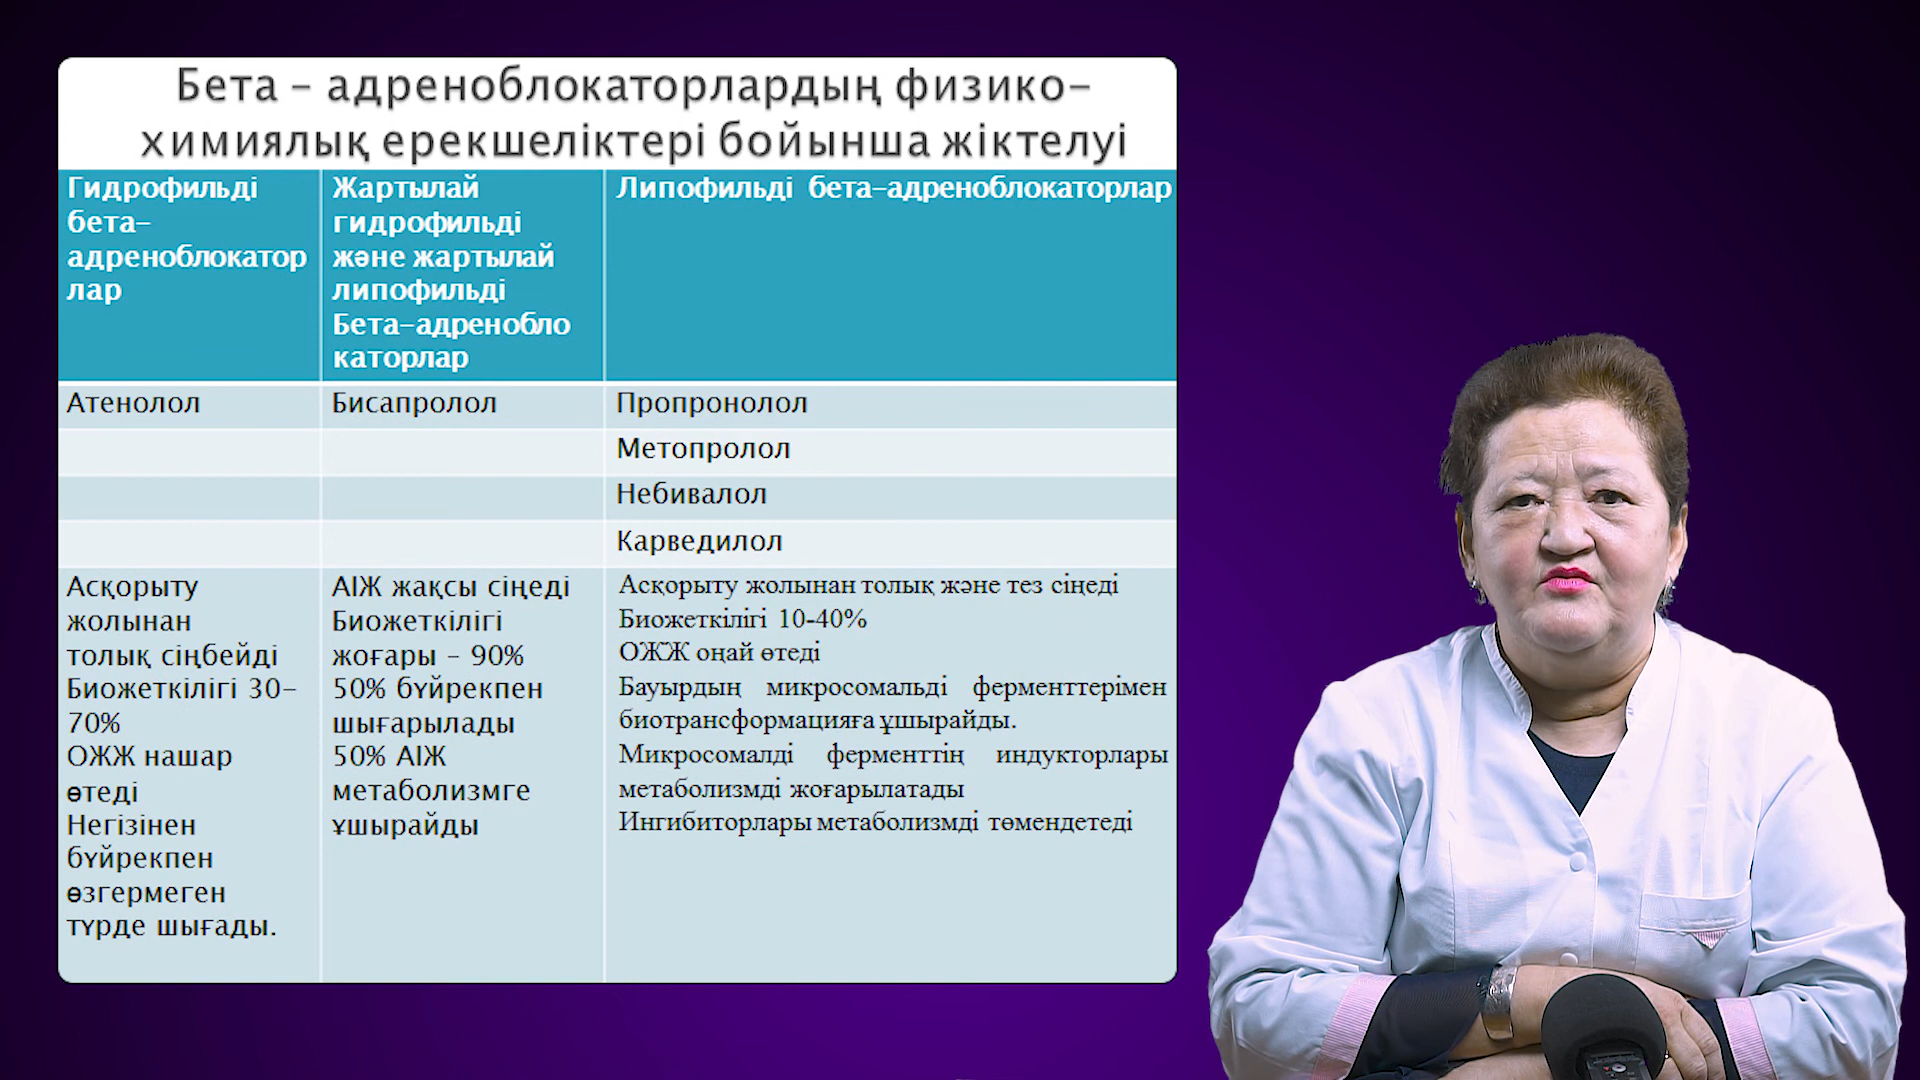 Бета – адреноблокаторлардың физико–
химиялық ерекшеліктері бойынша жіктелуі
Гидрофильді
бета–
адреноблокатор
лар
Жартылай
гидрофильді
және жартылай
липофильді
Бета–адренобло
каторлар
Липофильді бета–адреноблокаторлар
Атенолол
Бисапролол
Пропронолол
Метопролол
Небивалол
Карведилол
Асқорыту
жолынан
толық сіңбейді
Биожеткілігі 30–
70%
ОЖЖ нашар
өтеді
Негізінен
бүйрекпен
өзгермеген
түрде шығады.
АІЖ жақсы сіңеді
Биожеткілігі
жоғары – 90%
50% бүйрекпен
шығарылады
50% АІЖ
метаболизмге
ұшырайды
Асқорыту жолынан толық және тез сіңеді
Биожеткілігі 10-40%
ОЖЖ оңай өтеді
Бауырдың микросомальді ферменттерімен
биотрансформацияға ұшырайды.
Микросомалді ферменттің индукторлары
метаболизмді жоғарылатады
Ингибиторлары метаболизмді төмендетеді